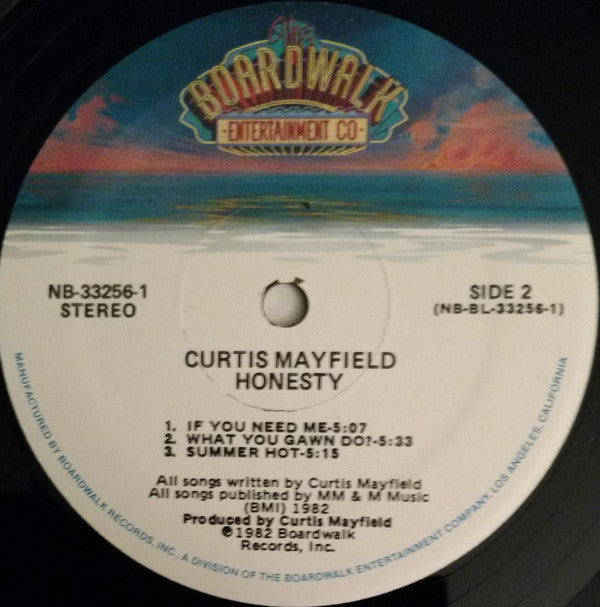 The
BOARDWALK
-ENTERTAINMENT CO-
TM
NB-33256-1
STEREO
SIDE 2
(NB-BL-33256-1)
CURTIS MAYFIELD
HONESTY
1. IF YOU NEED ME-5:07
2. WHAT YOU GAWN DO?-5:33
3. SUMMER HOT-5:15
All songs written by Curtis Mayfield
All songs published by MM & M Music
(BMI) 1982
Produced by Curtis Mayfield
℗1982 Boardwalk
Records, Inc.
MANUFACTURED BY BOARDWALK RECORDS, INC., A DIVISION OF THE BOARDWALK ENTERTAINMENT COMPANY, LOS ANGELES, CALIFORNIA